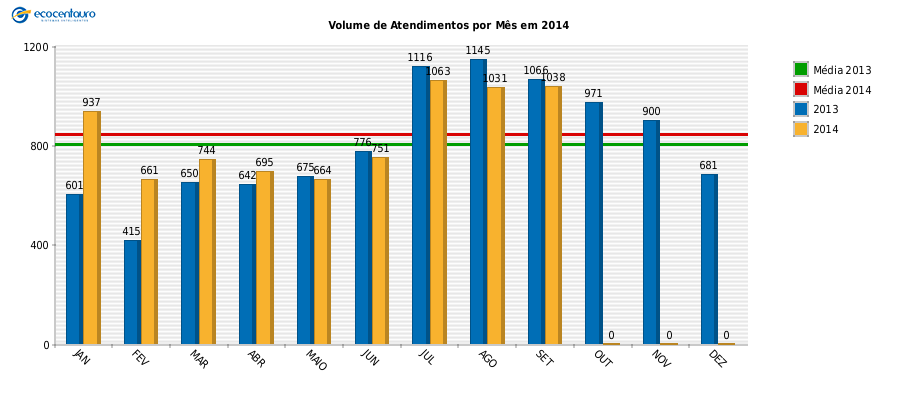 ecocentauro
Volume de Atendimentos por Mês em 2014
1200
800
400
0
601
937
415
661
650
744
642
695
675
664
776
751
1116
1063
1145
1031
1066
1038
971
0
900
0
681
0
JAN
FEV
MAR
ABR
MAIO
JUN
JUL
AGO
SET
OUT
NOV
DEZ
Média 2013
Média 2014
2013
2014